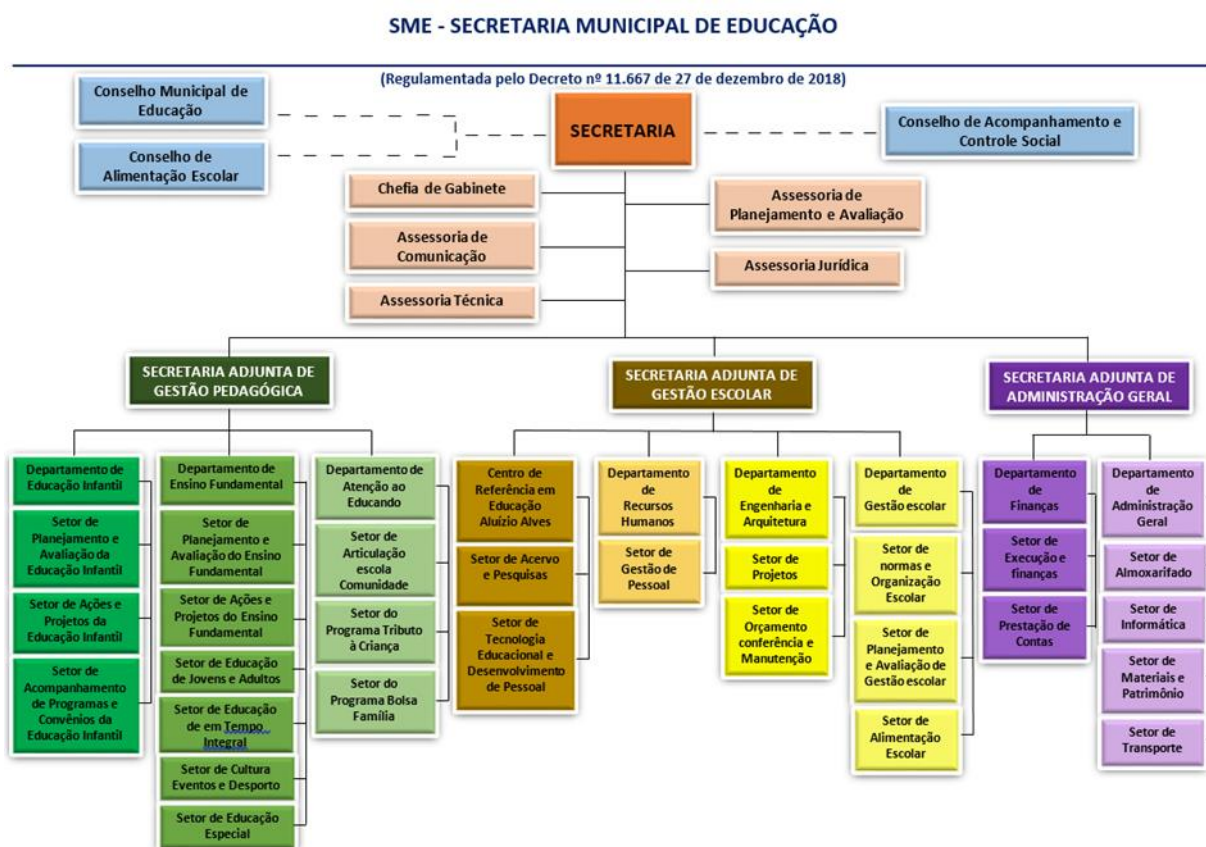 SME - SECRETARIA MUNICIPAL DE EDUCAÇÃO
(Regulamentada pelo Decreto nº 11.667 de 27 de dezembro de 2018)
Conselho Municipal de
Educação
Conselho de
Alimentação Escolar
SECRETARIA
Conselho de Acompanhamento e
Controle Social
Chefia de Gabinete
Assessoria de
Planejamento e Avaliação
Assessoria de
Comunicação
Assessoria Jurídica
Assessoria Técnica
SECRETARIA ADJUNTA DE
GESTÃO PEDAGÓGICA
SECRETARIA ADJUNTA DE
GESTÃO ESCOLAR
SECRETARIA ADJUNTA DE
ADMINISTRAÇÃO GERAL
Departamento de
Educação Infantil
Setor de
Planejamento e
Avaliação da
Educação Infantil
Setor de Ações e
Projetos da
Educação Infantil
Setor de
Acompanhamento
de Programas e
Convênios da
Educação Infantil
Departamento de
Ensino Fundamental
Setor de
Planejamento e
Avaliação do Ensino
Fundamental
Setor de Ações e
Projetos do Ensino
Fundamental
Setor de Educação
de Jovens e Adultos
Setor de Educação
de em Tempo
Integral
Setor de Cultura
Eventos e Desporto
Setor de Educação
Especial
Departamento de
Atenção ao
Educando
Setor de
Articulação escola
Comunidade
Setor do
Programa Tributo
à Criança
Setor do
Programa Bolsa
Família
Centro de
Referência em
Educação
Aluízio Alves
Setor de Acervo
e Pesquisas
Setor de
Tecnologia
Educacional e
Desenvolvimento
de Pessoal
Departamento
de
Recursos
Humanos
Setor de
Gestão de
Pessoal
Departamento
de
Engenharia e
Arquitetura
Setor de
Projetos
Setor de
Orçamento
conferência e
Manutenção
Departamento
de
Gestão escolar
Setor de
normas e
Organização
Escolar
Setor de
Planejamento
e Avaliação de
Gestão escolar
Setor de
Alimentação
Escolar
Departamento
de
Finanças
Setor de
Execução e
finanças
Setor de
Prestação de
Contas
Departamento
de
Administração
Geral
Setor de
Almoxarifado
Setor de
Informática
Setor de
Materiais e
Patrimônio
Setor de
Transporte